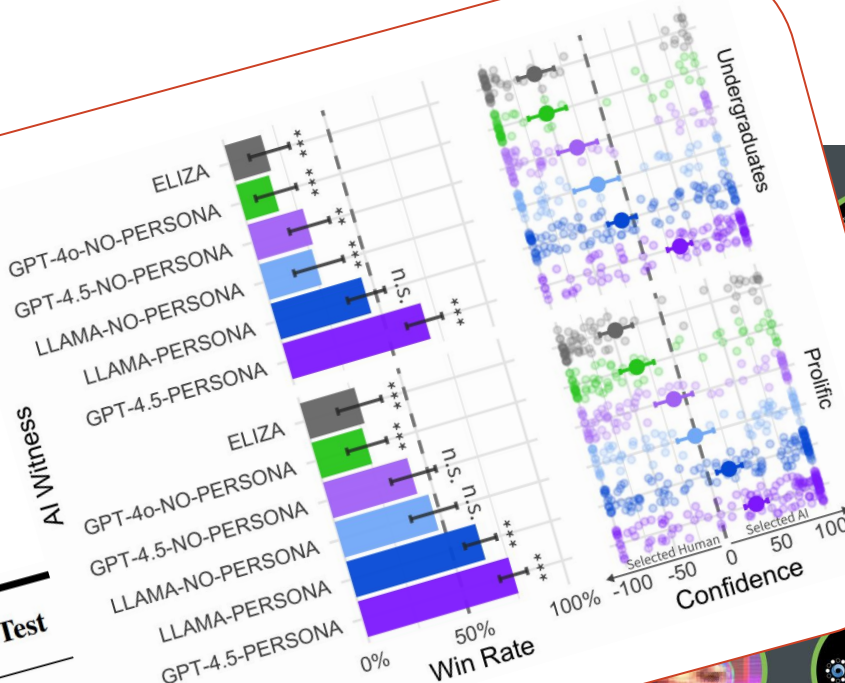 ELIZA
***
GPT-4o-NO-PERSONA
***
GPT-4.5-NO-PERSONA
**
LLAMA-NO-PERSONA
***
LLAMA-PERSONA
n.s.
GPT-4.5-PERSONA
***
Undergraduates
ELIZA
***
GPT-4o-NO-PERSONA
***
GPT-4.5-NO-PERSONA
n.s.
LLAMA-NO-PERSONA
n.s.
LLAMA-PERSONA
***
GPT-4.5-PERSONA
***
Prolific
AI Witness
0%
50%
100%
Win Rate
Selected Human
Selected AI
-100
-50
0
50
100
Confidence
Test